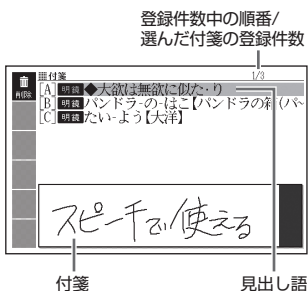 登録件数中の順番/
選んだ付箋の登録件数
削除
付箋
1/3
[A] 明鏡 ◆大欲は無欲に似た・り
[B] 明鏡 パンドラ-の-はこ【パンドラの箱(パ~
[C] 明鏡 たい-よう【大洋】
スピーチで使える
付箋
見出し語